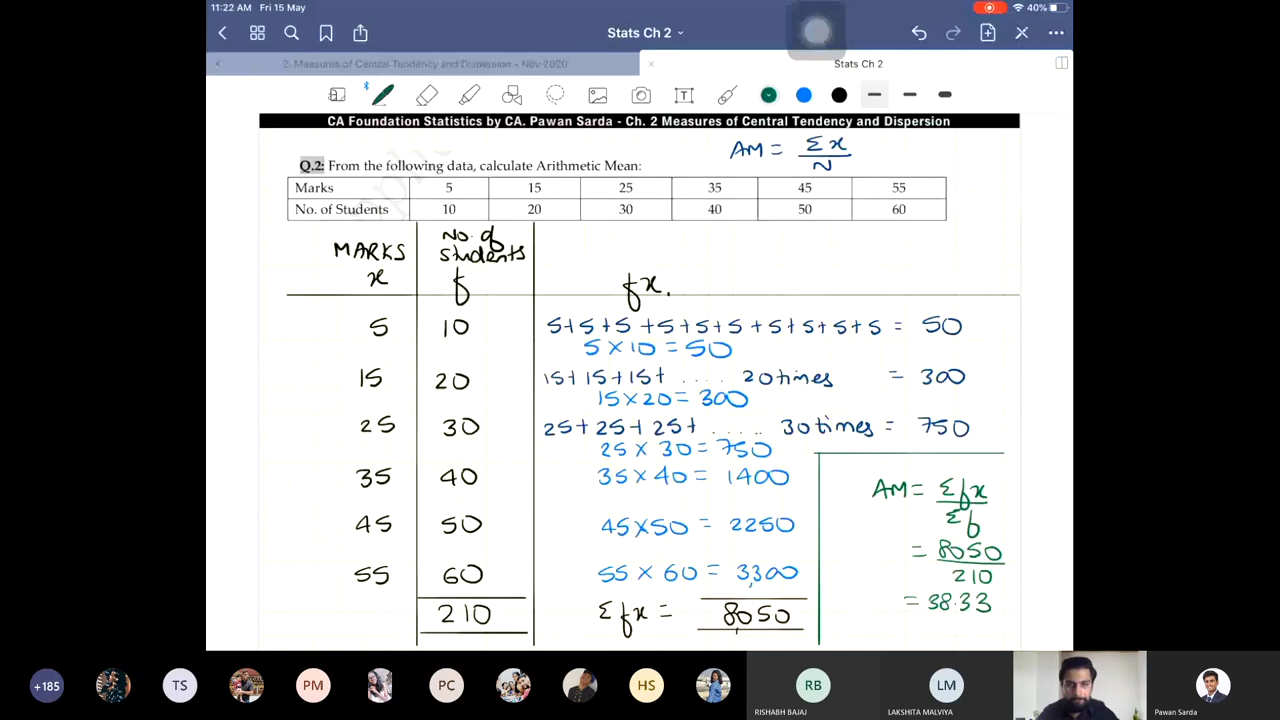 11:22 AM Fri 15 May
40%
Stats Ch 2
2. Measures of Central Tendency and Dispersion - Nov 2020
Stats Ch 2
CA Foundation Statistics by CA. Pawan Sarda - Ch. 2 Measures of Central Tendency and Dispersion
AM = Σx / N
Q.2: From the following data, calculate Arithmetic Mean:
Marks 5 15 25 35 45 55
No. of Students 10 20 30 40 50 60
MARKS x
No. of students f
fx.
5 10 5+5+5+5+5+5+5+5+5+5 = 50
5 × 10 = 50
15 20 15+15+15+ .... 20 times = 300
15 × 20 = 300
25 30 25+25+25+ ..... 30 times = 750
25 × 30 = 750
35 40 35 × 40 = 1400
45 50 45 × 50 = 2250
55 60 55 × 60 = 3,300
210 Σfx = 8,050
AM = Σfx / Σf
= 8050 / 210
= 38.33
+185
TS
PM
PC
HS
RB
RISHABH BAJAJ
LM
LAKSHITA MALVIYA
Pawan Sarda